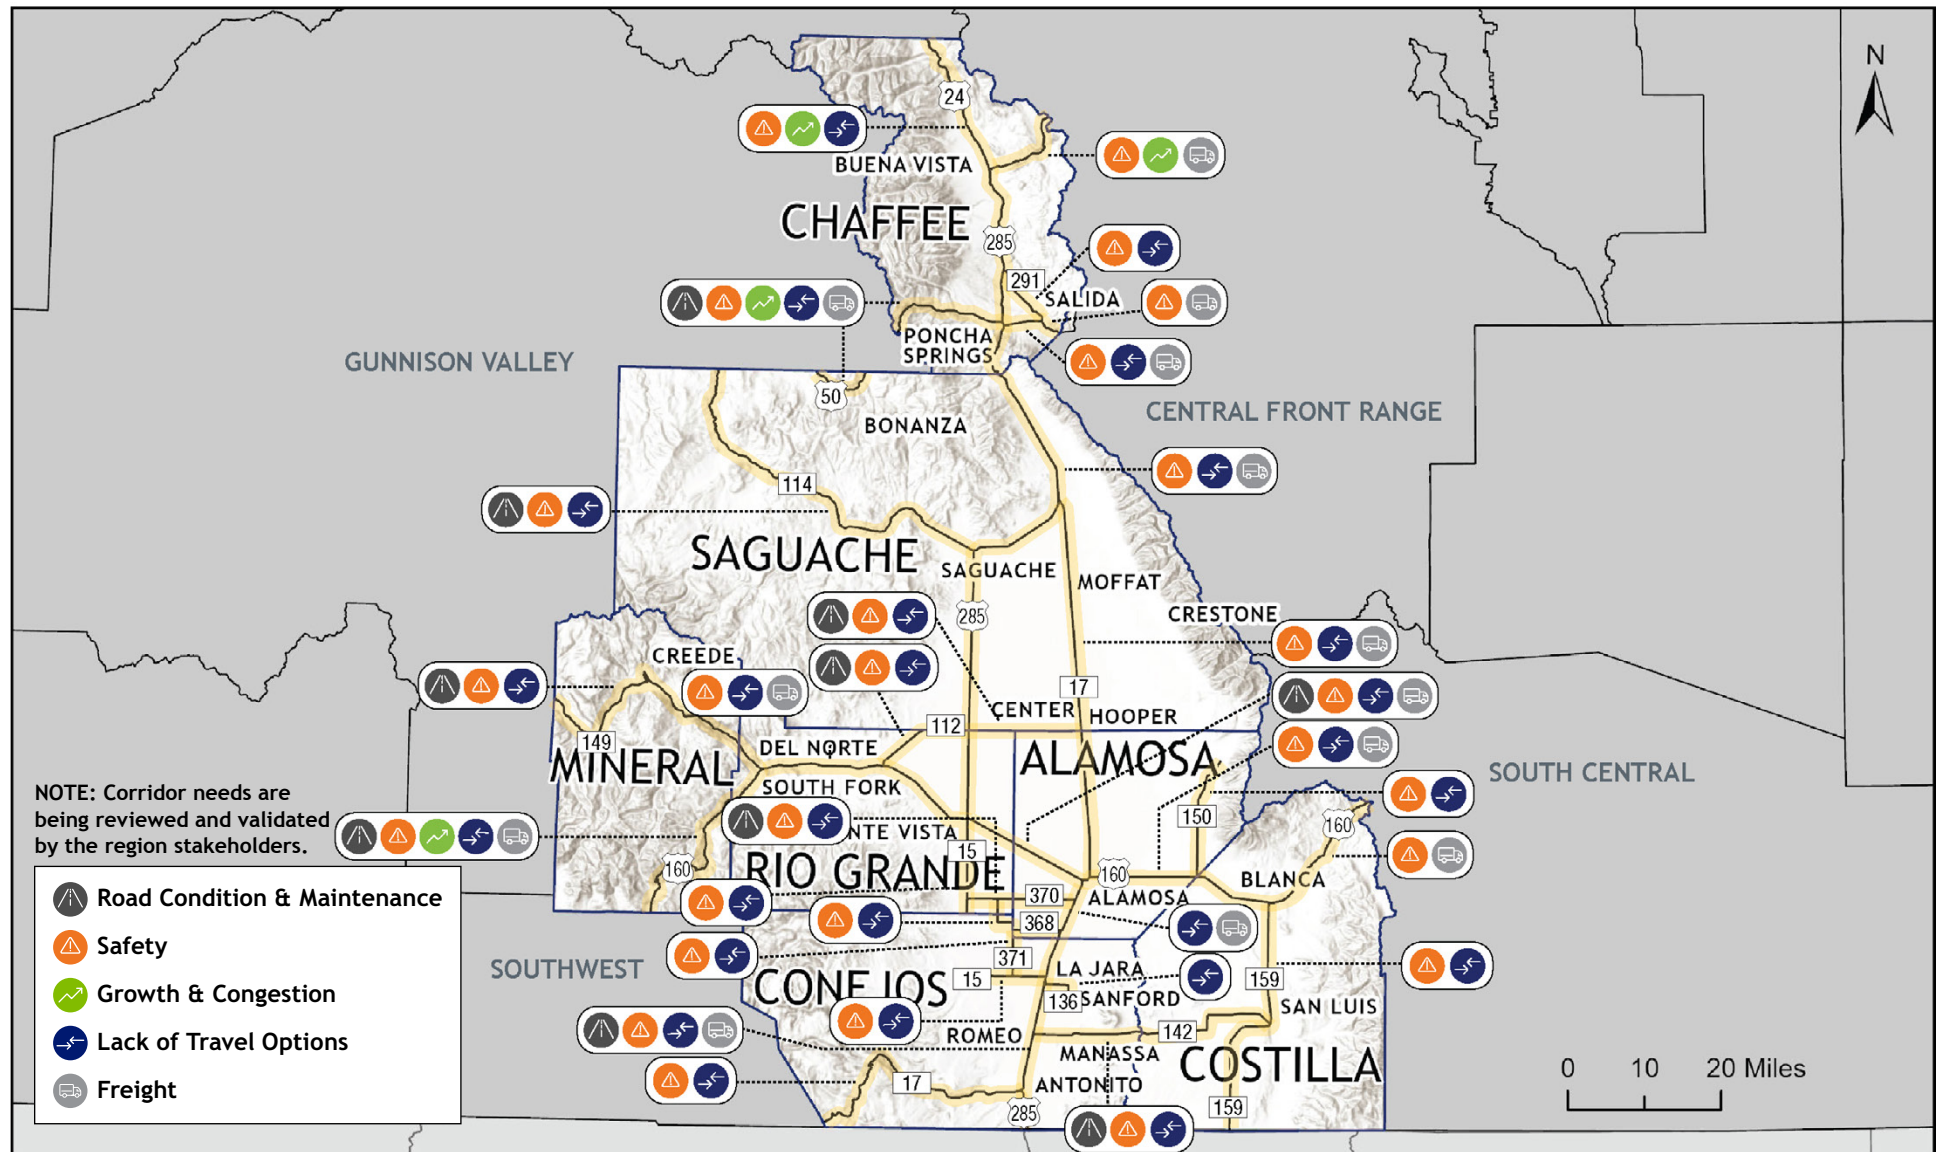 N
24
BUENA VISTA
CHAFFEE
285
291
SALIDA
PONCHA
SPRINGS
GUNNISON VALLEY
50
CENTRAL FRONT RANGE
BONANZA
114
SAGUACHE
SAGUACHE
MOFFAT
285
CRESTONE
CREEDE
17
CENTER
HOOPER
112
149
DEL NORTE
MINERAL
ALAMOSA
SOUTH CENTRAL
SOUTH FORK
NOTE: Corridor needs are
being reviewed and validated
by the region stakeholders.
150
160
NTE VISTA
15
160
RIO GRANDE
160
BLANCA
370
ALAMOSA
368
Road Condition & Maintenance
Safety
Growth & Congestion
Lack of Travel Options
Freight
SOUTHWEST
371
LA JARA
CONEJOS
15
159
136
SANFORD
SAN LUIS
ROMEO
142
MANASSA
COSTILLA
17
ANTONITO
285
159
0 10 20 Miles